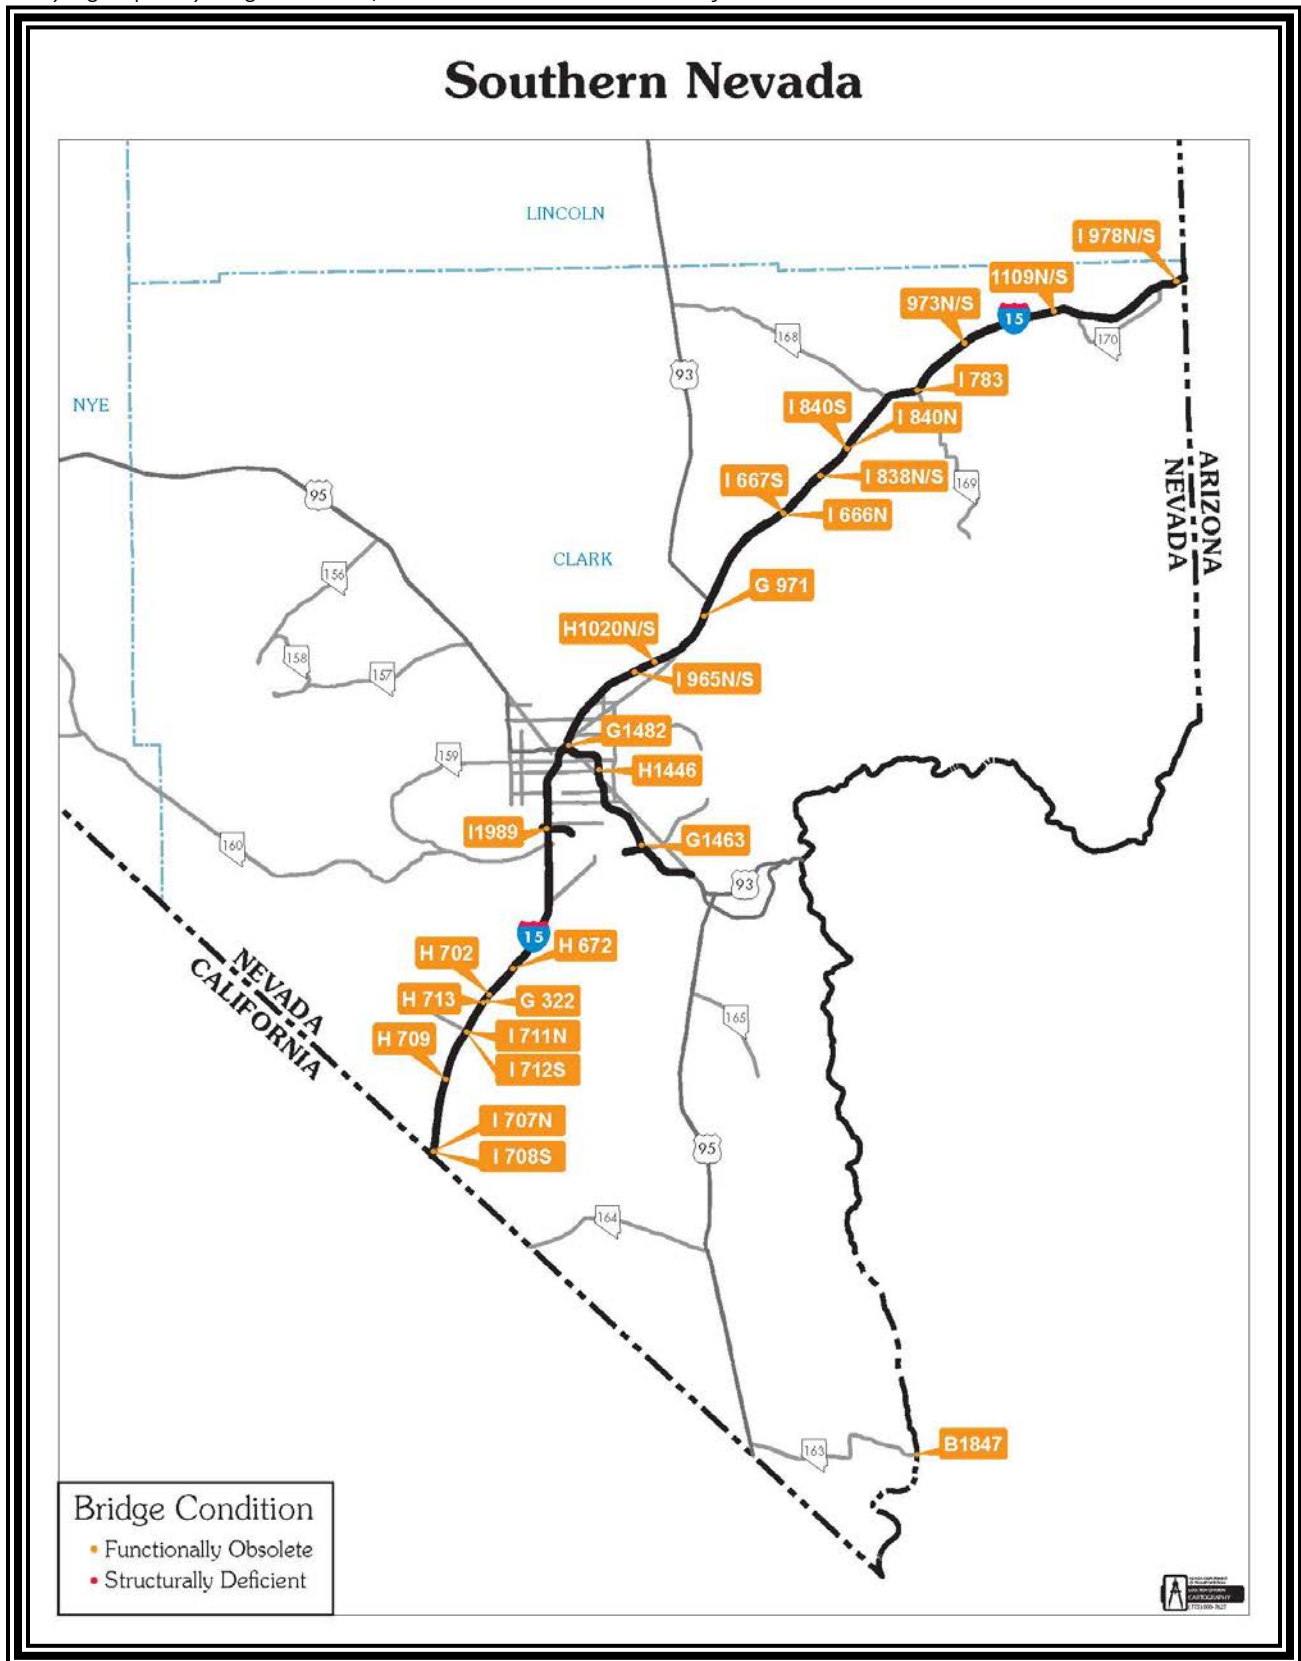 Southern Nevada
LINCOLN
I 978N/S
1109N/S
973N/S
15
168
170
93
I 783
NYE
I 840S
I 840N
ARIZONA
NEVADA
I 667S
I 838N/S
169
95
I 666N
CLARK
156
G 971
H1020N/S
158
157
I 965N/S
G1482
159
H1446
I1989
G1463
160
93
15
H 672
H 702
NEVADA
CALIFORNIA
H 713
G 322
165
I 711N
H 709
I 712S
I 707N
95
I 708S
164
163
B1847
Bridge Condition
Functionally Obsolete
Structurally Deficient
CARTOGRAPHY